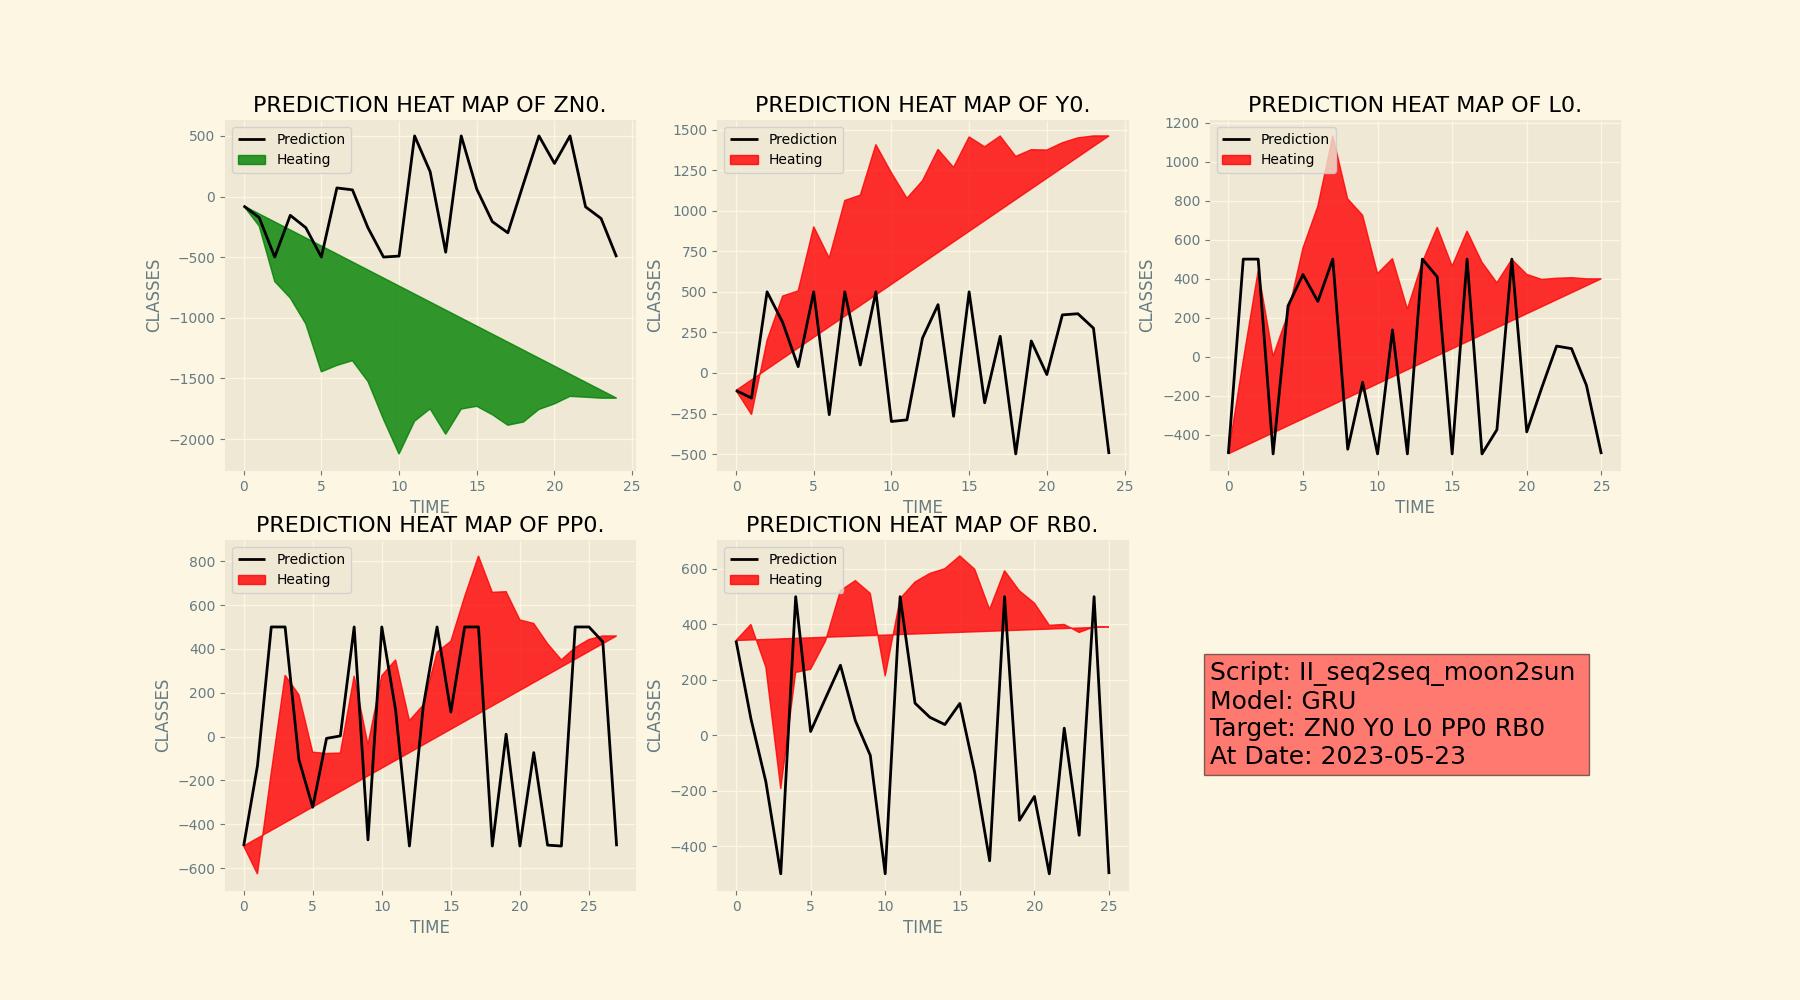 PREDICTION HEAT MAP OF ZN0.
Prediction
Heating
500
0
−500
−1000
−1500
−2000
CLASSES
0 5 10 15 20 25
TIME
PREDICTION HEAT MAP OF Y0.
Prediction
Heating
1500
1250
1000
750
500
250
0
−250
−500
CLASSES
0 5 10 15 20 25
TIME
PREDICTION HEAT MAP OF L0.
Prediction
Heating
1200
1000
800
600
400
200
0
−200
−400
CLASSES
0 5 10 15 20 25
TIME
PREDICTION HEAT MAP OF PP0.
Prediction
Heating
800
600
400
200
0
−200
−400
−600
CLASSES
0 5 10 15 20 25
TIME
PREDICTION HEAT MAP OF RB0.
Prediction
Heating
600
400
200
0
−200
−400
CLASSES
0 5 10 15 20 25
TIME
Script: II_seq2seq_moon2sun
Model: GRU
Target: ZN0 Y0 L0 PP0 RB0
At Date: 2023-05-23